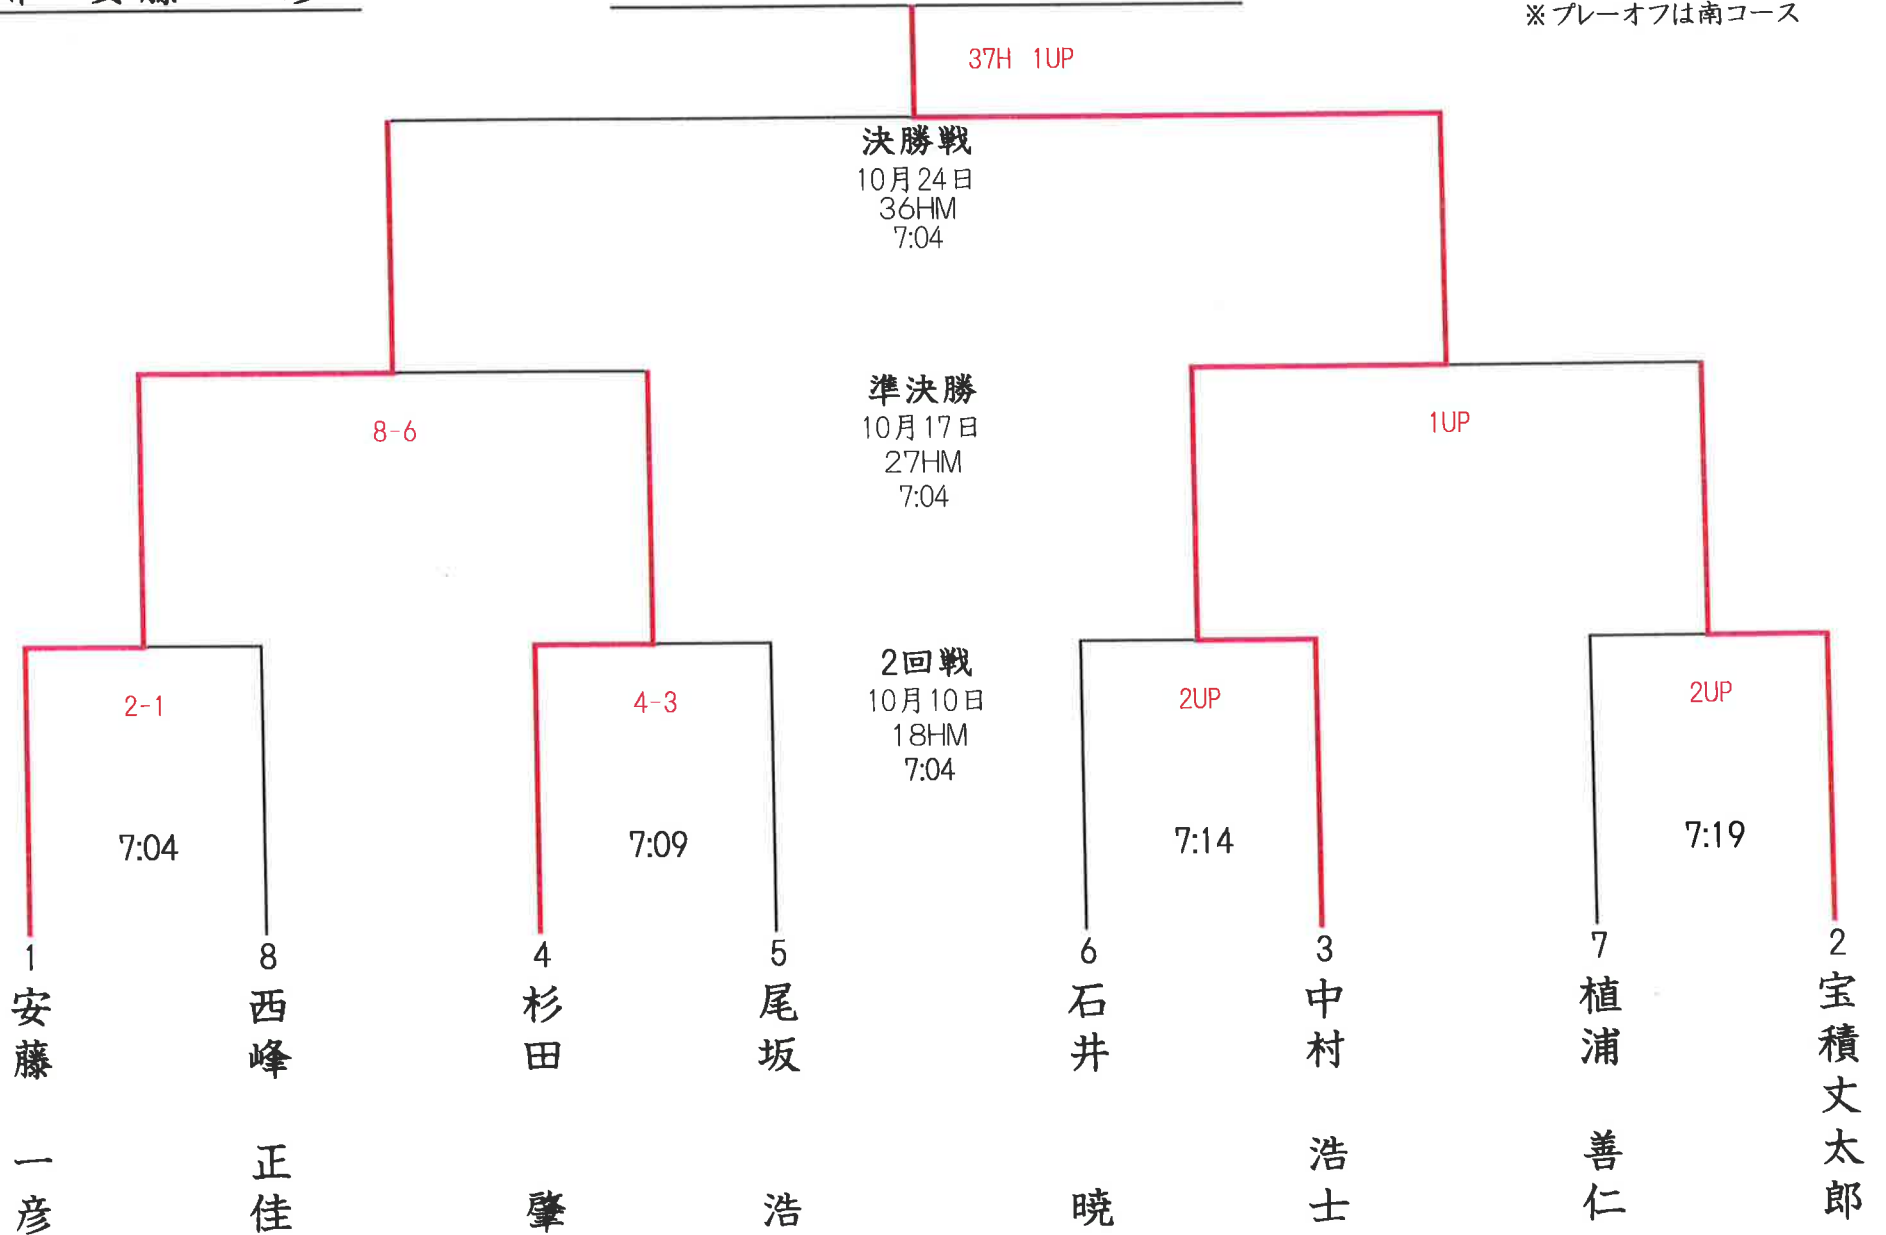 ※プレーオフは南コース
37H 1UP
決勝戦
10月24日
36HM
7:04
準決勝
10月17日
27HM
7:04
8-6
1UP
2回戦
10月10日
18HM
7:04
2-1
4-3
2UP
2UP
7:04
7:09
7:14
7:19
1
8
4
5
6
3
7
2
安藤 一彦
西峰 正佳
杉田 肇
尾坂 浩
石井 暁
中村 浩士
植浦 善仁
宝積丈太郎